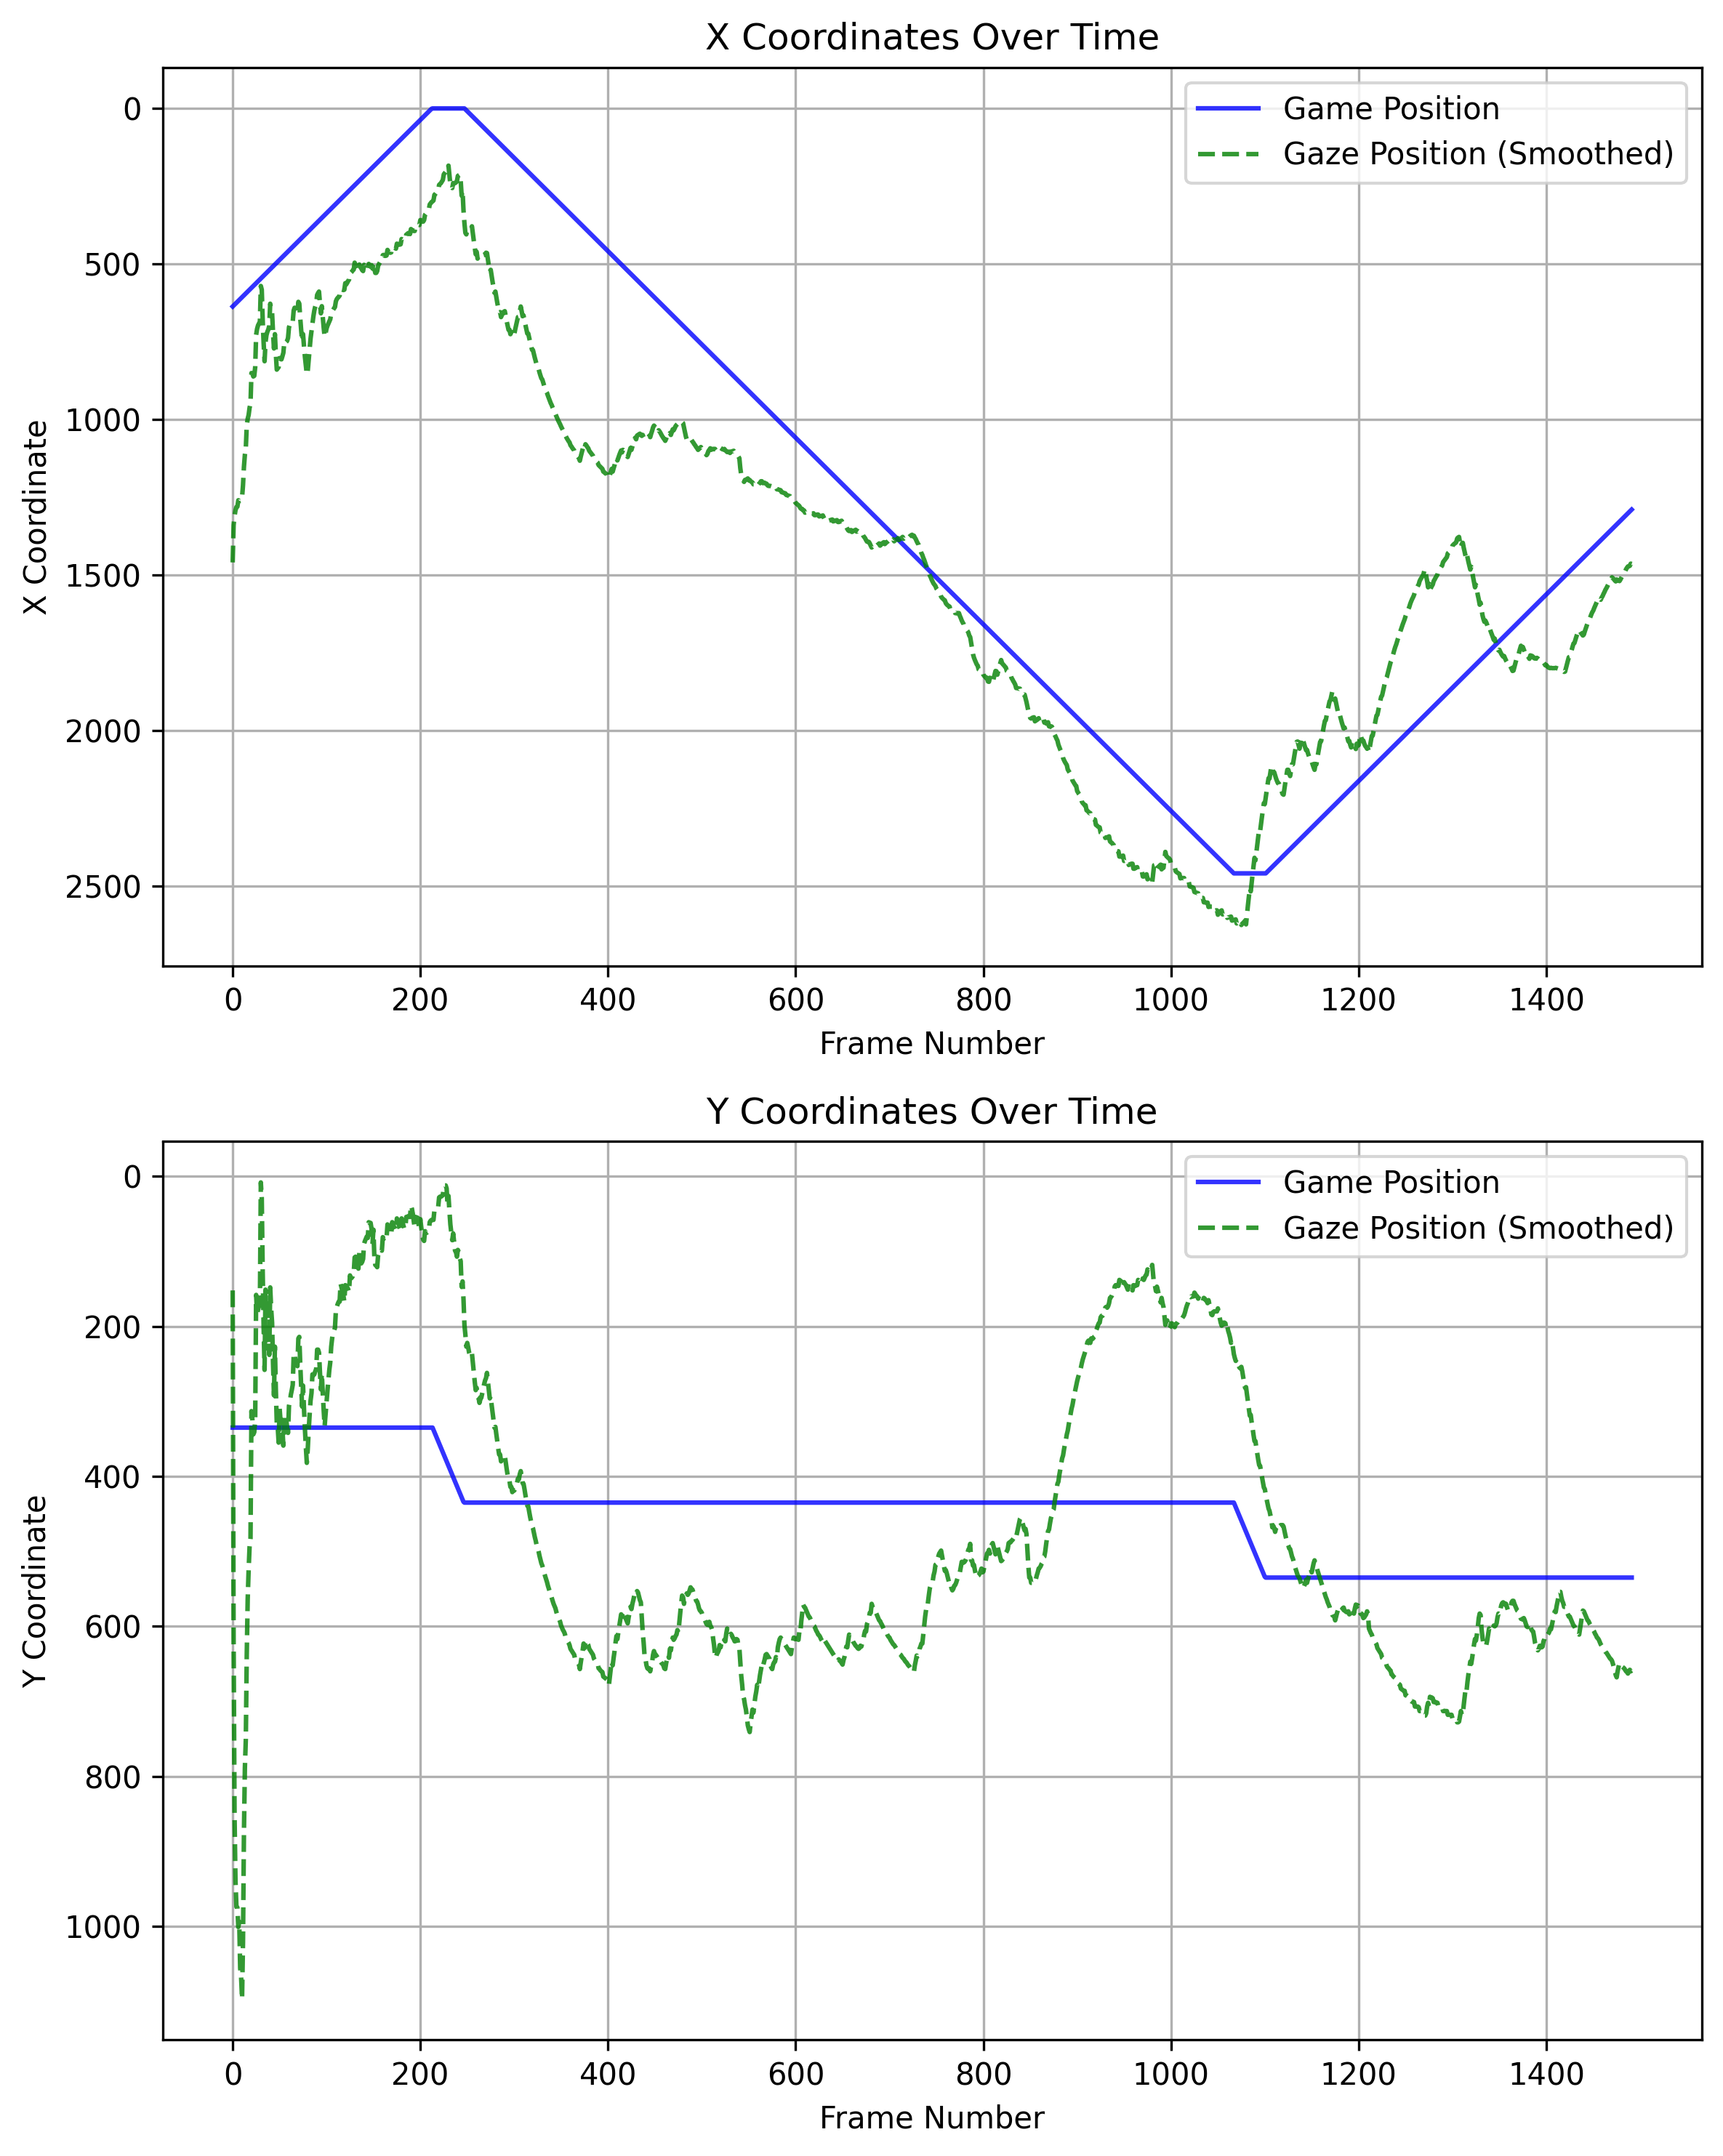 X Coordinates Over Time
Game Position
Gaze Position (Smoothed)
X Coordinate
0
500
1000
1500
2000
2500
0 200 400 600 800 1000 1200 1400
Frame Number
Y Coordinates Over Time
Game Position
Gaze Position (Smoothed)
Y Coordinate
0
200
400
600
800
1000
0 200 400 600 800 1000 1200 1400
Frame Number